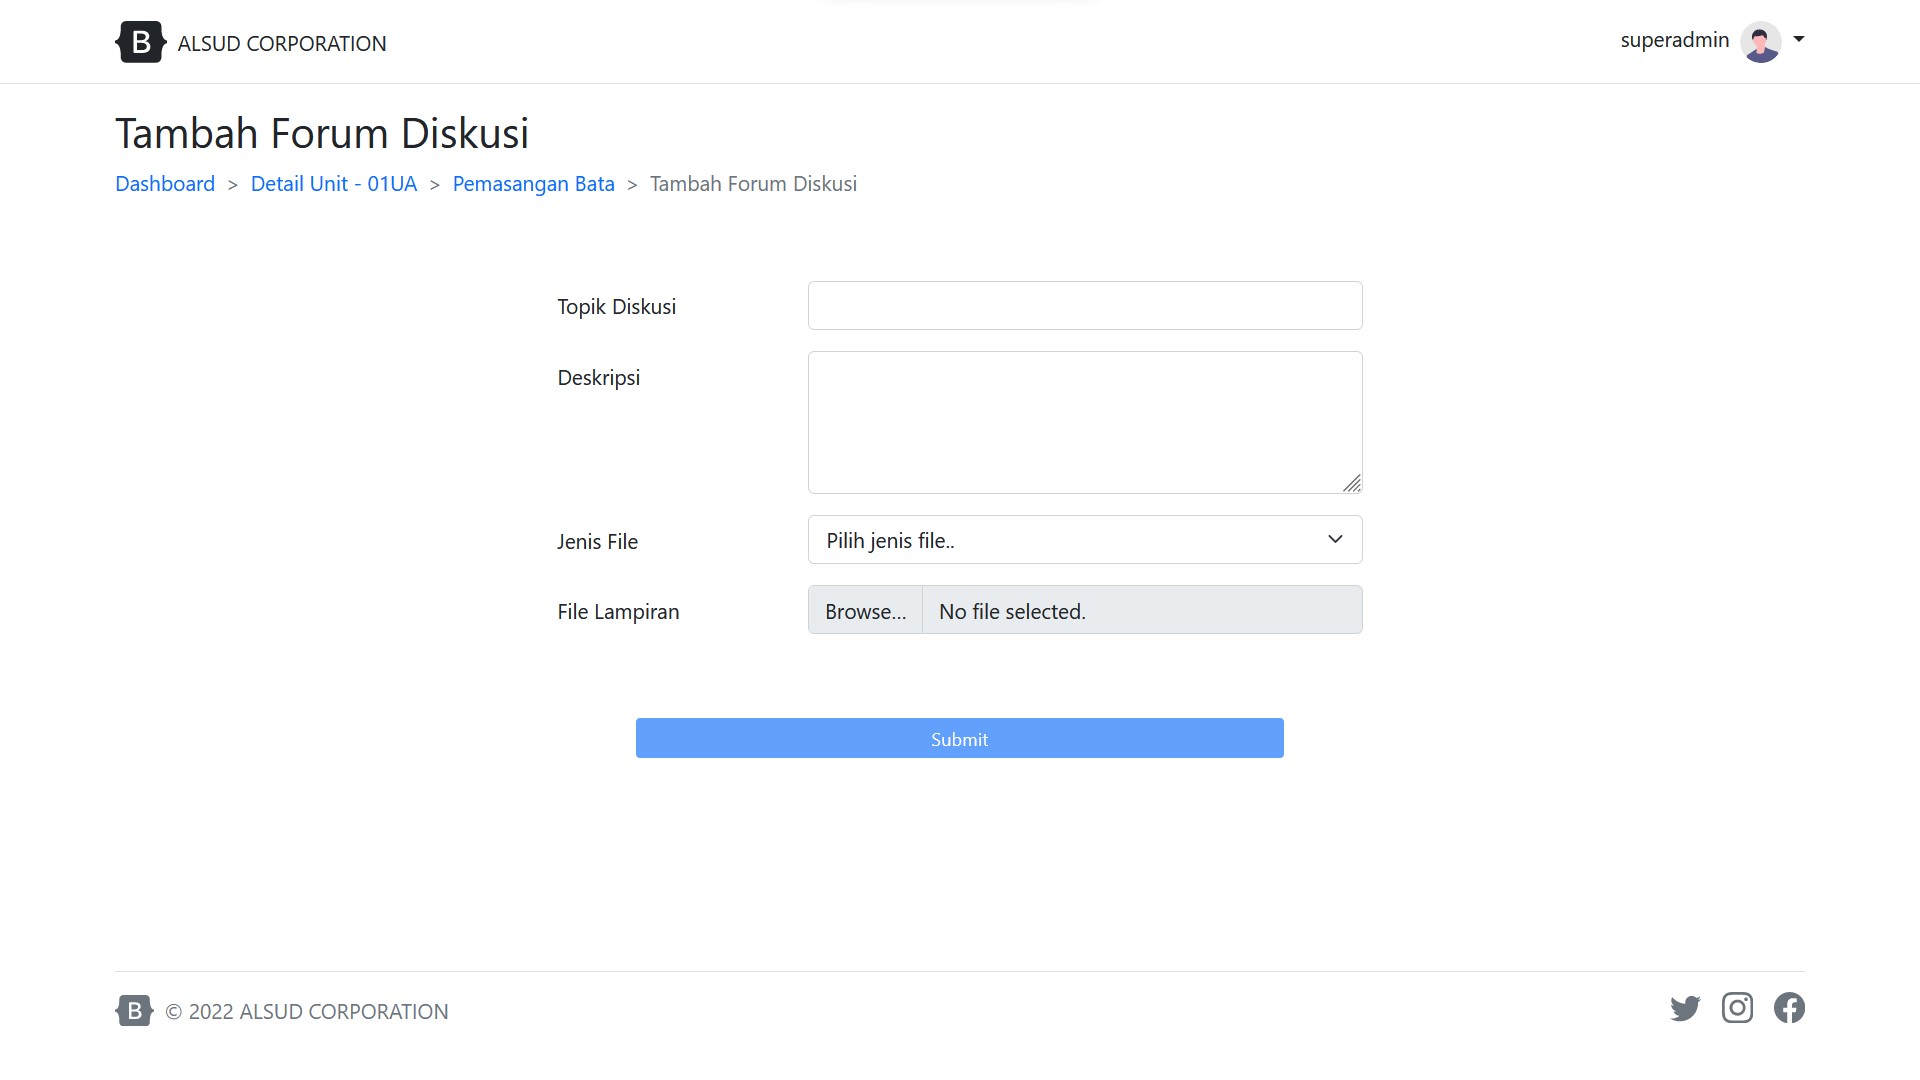 B ALSUD CORPORATION
superadmin
Tambah Forum Diskusi
Dashboard > Detail Unit - 01UA > Pemasangan Bata > Tambah Forum Diskusi
Topik Diskusi
Deskripsi
Jenis File
Pilih jenis file..
File Lampiran
Browse... No file selected.
Submit
B © 2022 ALSUD CORPORATION